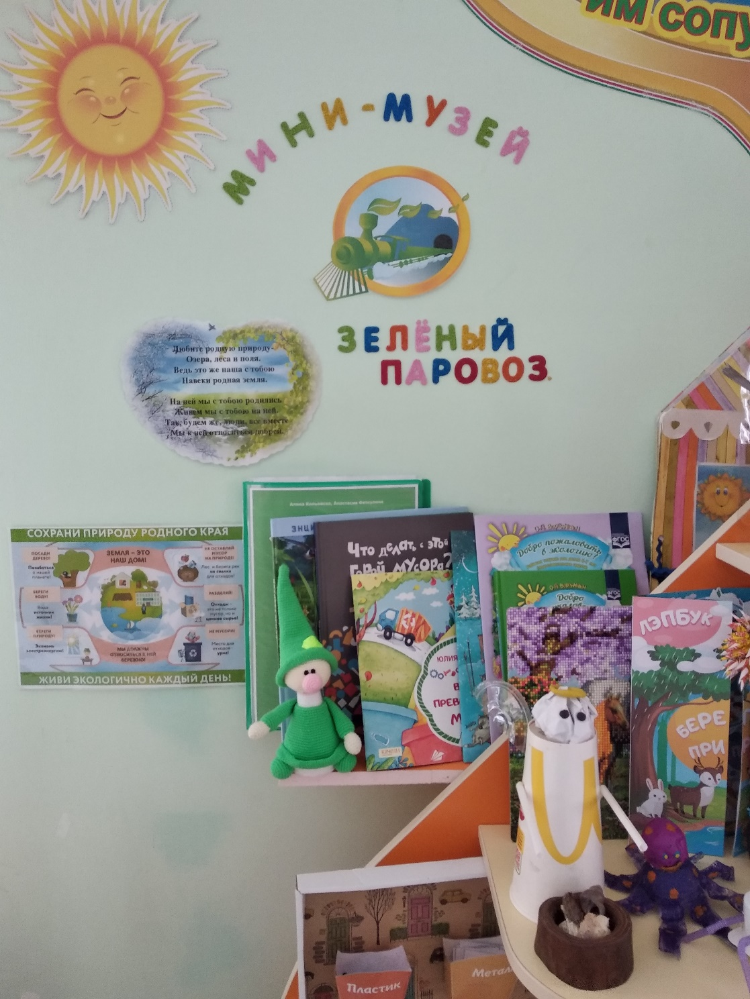 ИМ СОПУ
МИНИ-МУЗЕЙ
ЗЕЛЁНЫЙ
ПАРОВОЗ
Любите родную природу-
Озера, леса и поля.
Ведь это же наша с тобою
Навеки родная земля.
На ней мы с тобою родились
Живем мы с тобою на ней.
Так, будем же, люди, все вместе
Мы к ней относиться добрей.
СОХРАНИ ПРИРОДУ РОДНОГО КРАЯ
ПОСАДИ
ДЕРЕВО!
Позаботься
о нашей
планете!
БЕРЕГИ
ВОДУ!
Вода-
источник
жизни!
БЕРЕГИ
ПРИРОДУ!
Экономь
электроэнергию!
ЗЕМЛЯ – ЭТО
НАШ ДОМ!
МЫ ДОЛЖНЫ
ОТНОСИТЬСЯ К НЕЙ
БЕРЕЖНО!
НЕ ОСТАВЛЯЙ
МУСОР
НА ПРИРОДЕ!
Лес и берега рек
не свалка
для отходов!
РАЗДЕЛЯЙ!
Отходы -
это не только
мусор, но и
ценное сырье!
НЕ МУСОРИ!
Место для
отходов -
урна!
ЖИВИ ЭКОЛОГИЧНО КАЖДЫЙ ДЕНЬ!
ЭНЦИ
Что делать с этой
горой мусора?
ЮЛИЯ
В
ПРЕВ
М
КАЧЕЛИ
ФГОС
Добро пожаловать
в экологию!
ФГОС
Добро
ЛЭПБУК
БЕРЕ
ПРИ
Пластик
Метал